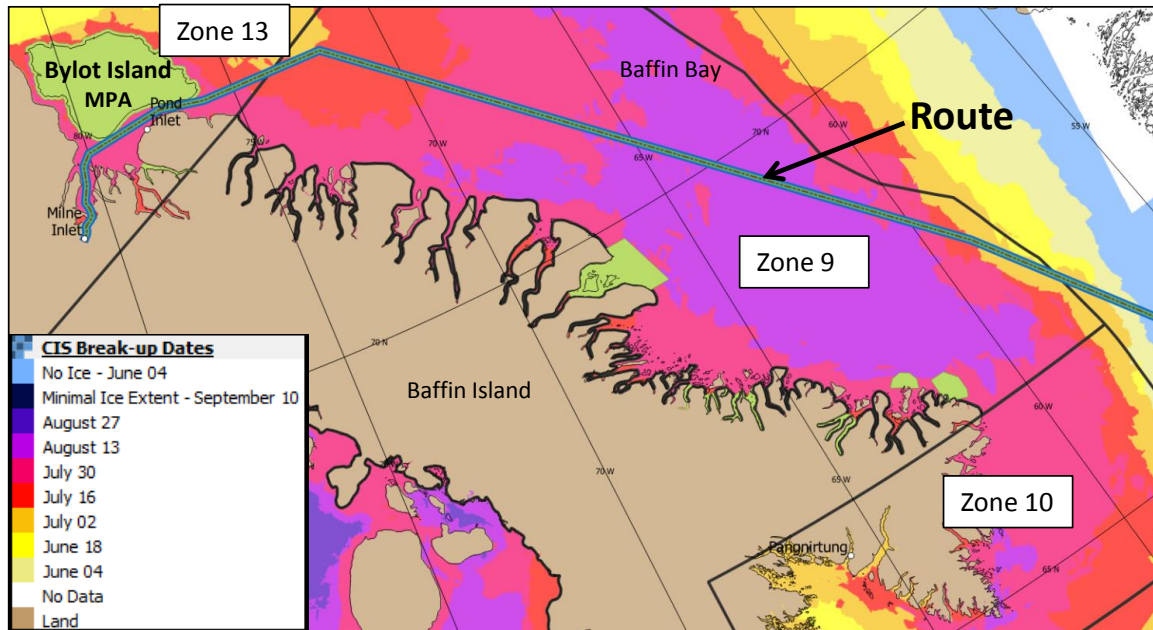 Zone 13
Bylot Island
MPA
Pond
Inlet
80 W
75 W
Milne
Inlet
Baffin Bay
Route
70 W
65 W
70 N
60 W
55 W
Zone 9
Baffin Island
70 N
70 W
65 W
60 W
Zone 10
Pangnirtung
65 N
CIS Break-up Dates
No Ice - June 04
Minimal Ice Extent - September 10
August 27
August 13
July 30
July 16
July 02
June 18
June 04
No Data
Land